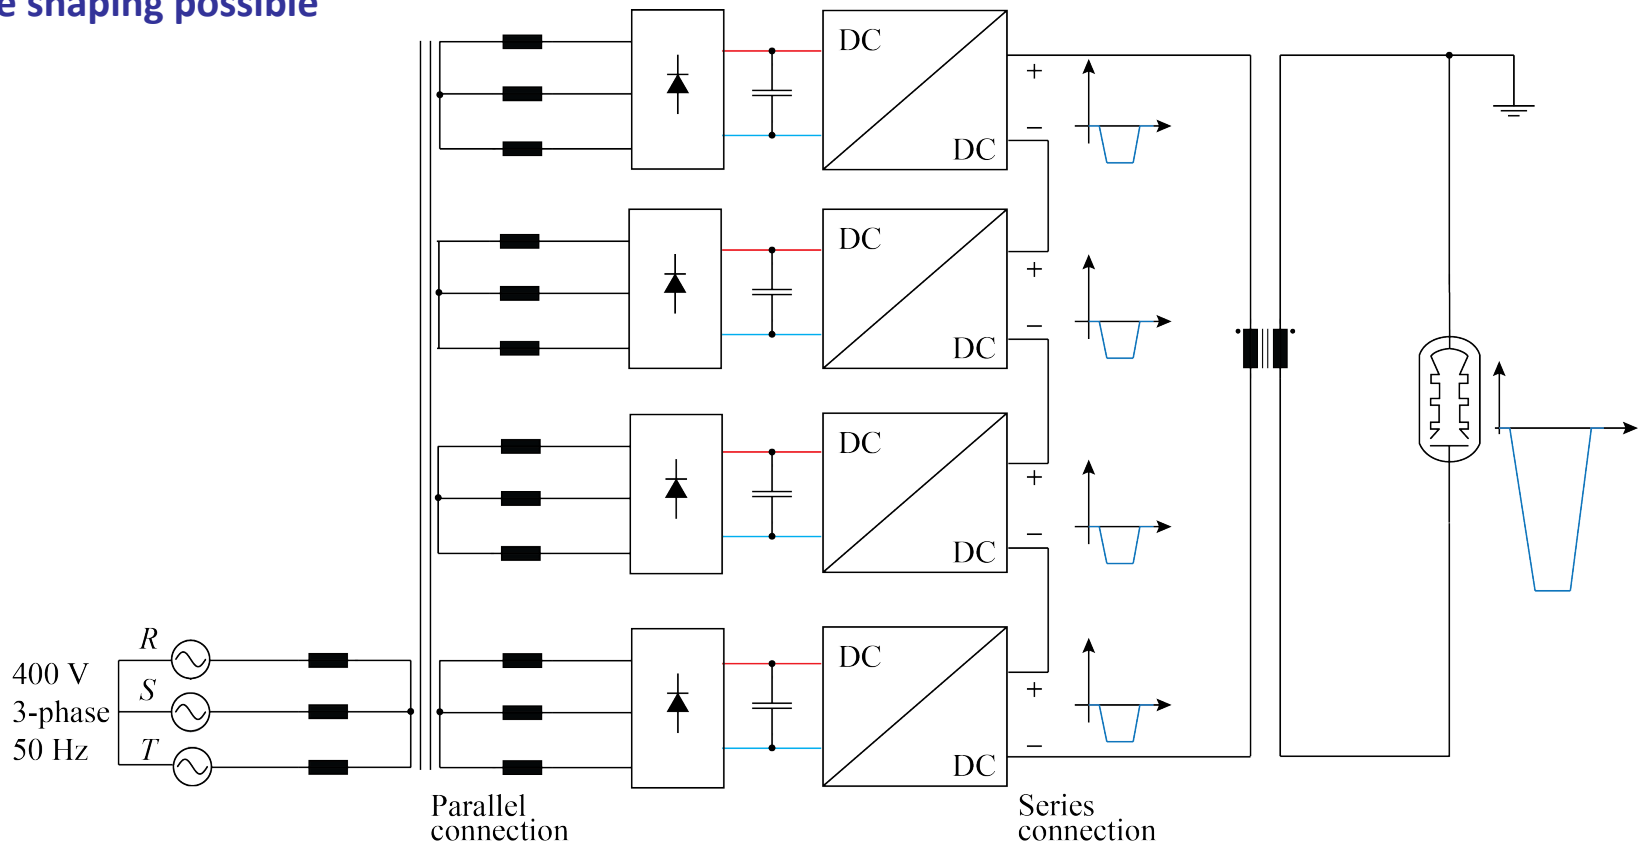 e shaping possible
DC
DC
+
−
DC
DC
+
−
DC
DC
+
−
DC
DC
+
−
R
S
T
400 V
3-phase
50 Hz
Parallel
connection
Series
connection